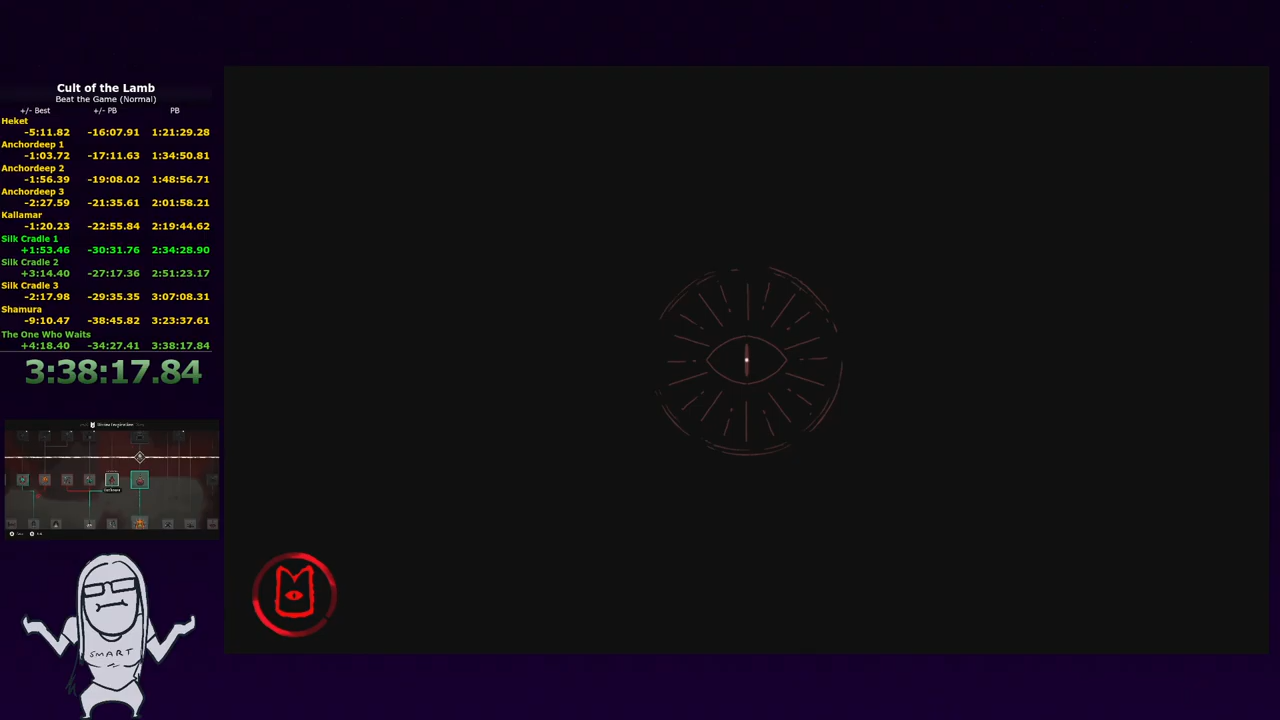 Cult of the Lamb
Beat the Game (Normal)
+/- Best +/- PB PB
Heket
-5:11.82 -16:07.91 1:21:29.28
Anchordeep 1
-1:03.72 -17:11.63 1:34:50.81
Anchordeep 2
-1:56.39 -19:08.02 1:48:56.71
Anchordeep 3
-2:27.59 -21:35.61 2:01:58.21
Kallamar
-1:20.23 -22:55.84 2:19:44.62
Silk Cradle 1
+1:53.46 -30:31.76 2:34:28.90
Silk Cradle 2
+3:14.40 -27:17.36 2:51:23.17
Silk Cradle 3
-2:17.98 -29:35.35 3:07:08.31
Shamura
-9:10.47 -38:45.82 3:23:37.61
The One Who Waits
+4:18.40 -34:27.41 3:38:17.84
3:38:17.84
SMART